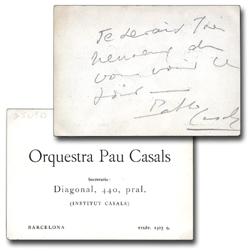 Je serais très
heureux de
vous voir ce
soir —
Pablo Casals
Orquestra Pau Casals
Secretaria:
Diagonal, 440, pral.
(INSTITUT CASALS)
BARCELONA